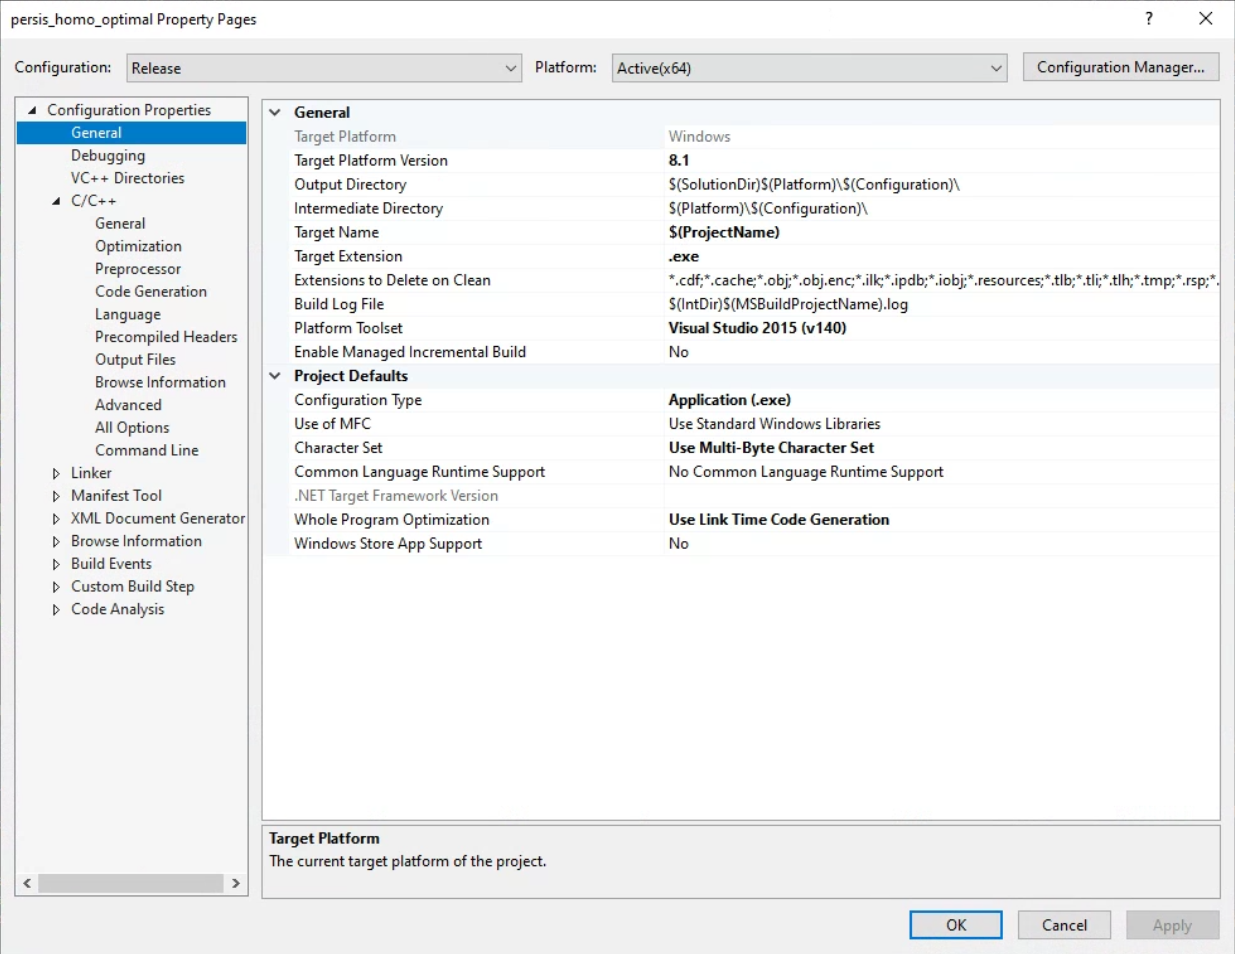 persis_homo_optimal Property Pages
?
Configuration: Release Platform: Active(x64) Configuration Manager...
Configuration Properties
General
Debugging
VC++ Directories
C/C++
General
Optimization
Preprocessor
Code Generation
Language
Precompiled Headers
Output Files
Browse Information
Advanced
All Options
Command Line
Linker
Manifest Tool
XML Document Generator
Browse Information
Build Events
Custom Build Step
Code Analysis
General
Target Platform Windows
Target Platform Version 8.1
Output Directory $(SolutionDir)$(Platform)\$(Configuration)\
Intermediate Directory $(Platform)\$(Configuration)\
Target Name $(ProjectName)
Target Extension .exe
Extensions to Delete on Clean *.cdf;*.cache;*.obj;*.obj.enc;*.ilk;*.ipdb;*.iobj;*.resources;*.tlb;*.tli;*.tlh;*.tmp;*.rsp;*.
Build Log File $(IntDir)$(MSBuildProjectName).log
Platform Toolset Visual Studio 2015 (v140)
Enable Managed Incremental Build No
Project Defaults
Configuration Type Application (.exe)
Use of MFC Use Standard Windows Libraries
Character Set Use Multi-Byte Character Set
Common Language Runtime Support No Common Language Runtime Support
.NET Target Framework Version
Whole Program Optimization Use Link Time Code Generation
Windows Store App Support No
Target Platform
The current target platform of the project.
OK Cancel Apply